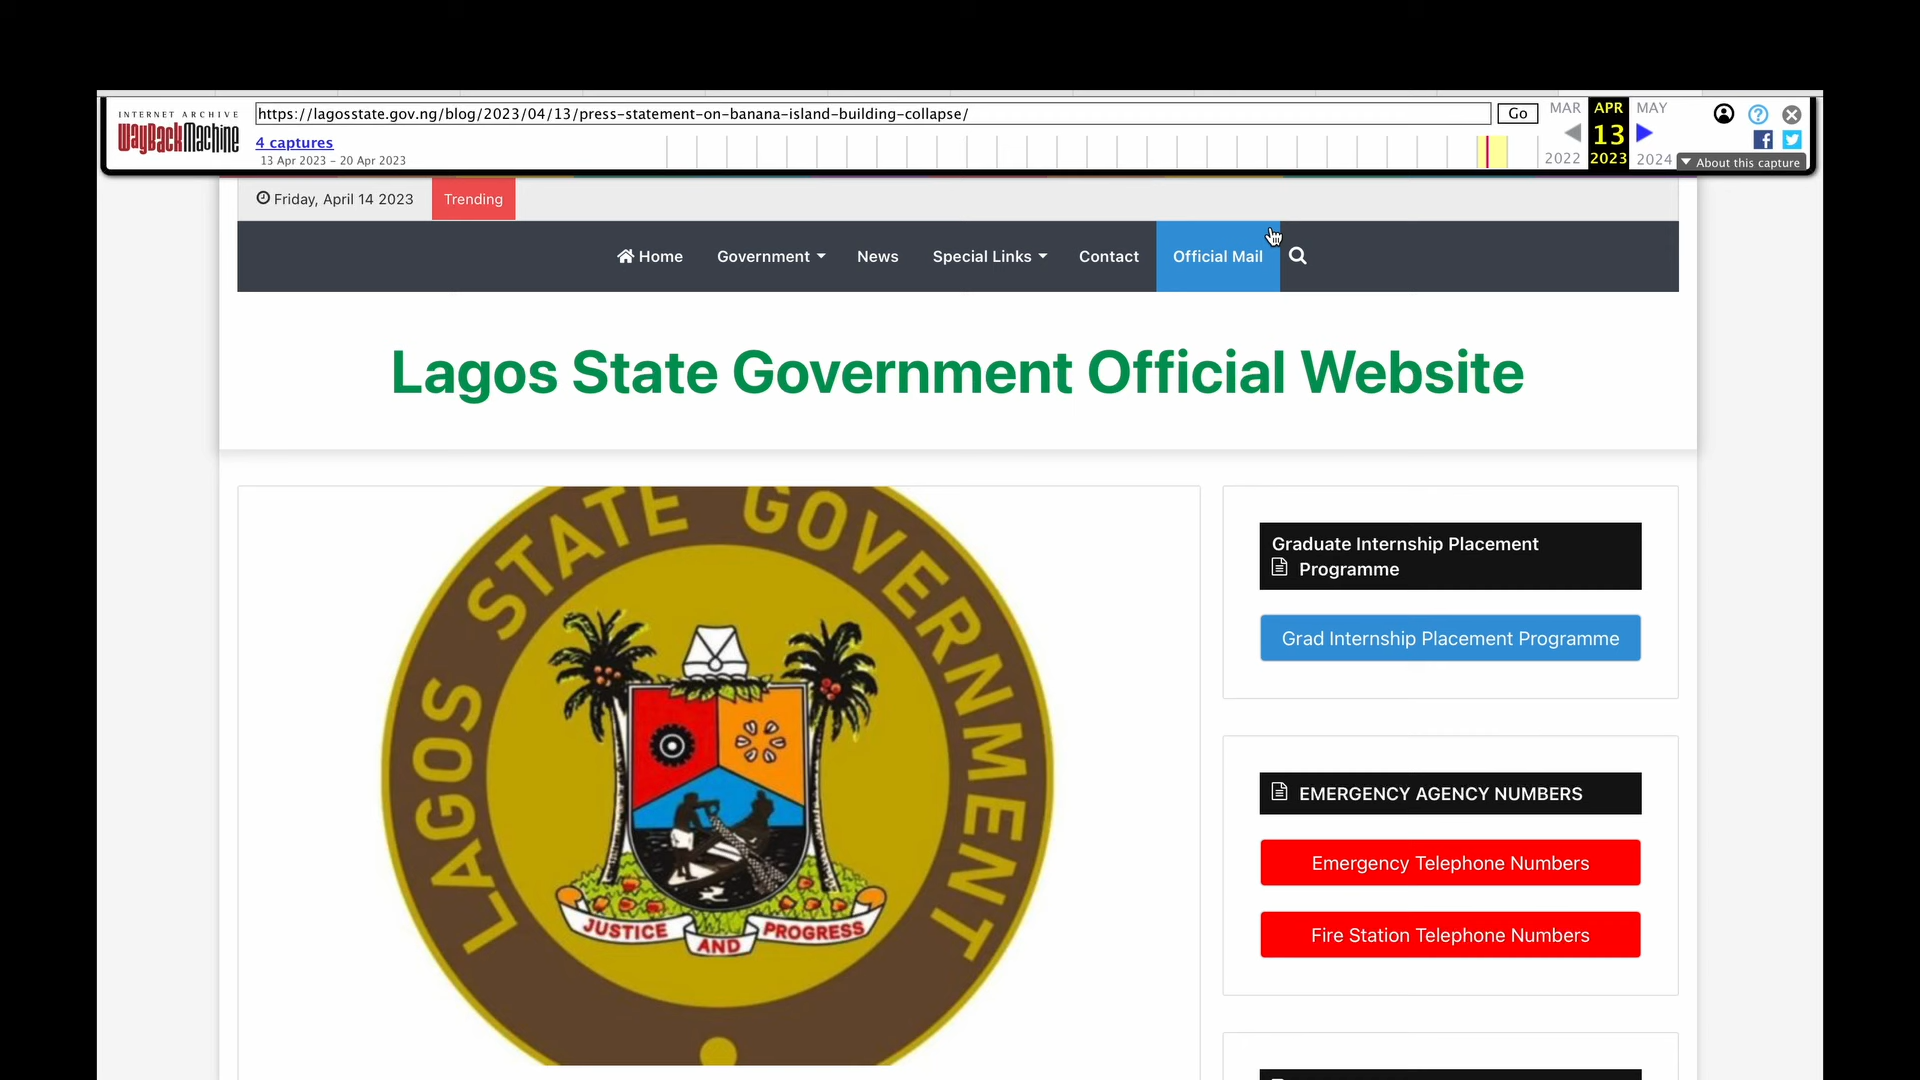 INTERNET ARCHIVE
WayBackMachine
https://lagosstate.gov.ng/blog/2023/04/13/press-statement-on-banana-island-building-collapse/
Go
MAR
APR
MAY
4 captures
13
13 Apr 2023 – 20 Apr 2023
2022
2023
2024
About this capture
Friday, April 14 2023
Trending
Home
Government
News
Special Links
Contact
Official Mail
Lagos State Government Official Website
LAGOS STATE GOVERNMENT
JUSTICE
AND
PROGRESS
Graduate Internship Placement
Programme
Grad Internship Placement Programme
EMERGENCY AGENCY NUMBERS
Emergency Telephone Numbers
Fire Station Telephone Numbers